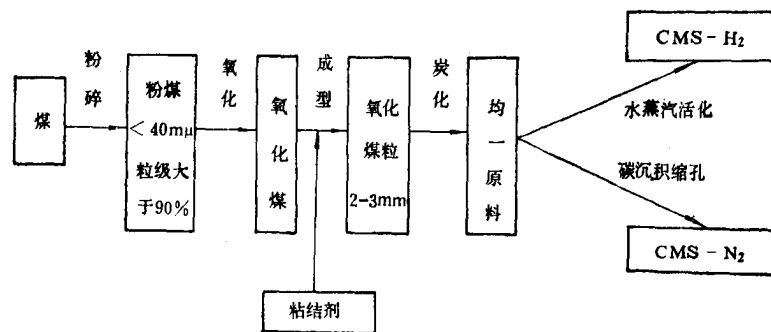 煤
粉碎
粉煤
< 40mμ
粒级大
于90%
氧化
氧化煤
成型
粘结剂
氧化
煤粒
2-3mm
炭化
均一原料
水蒸汽活化
CMS-H₂
碳沉积缩孔
CMS-N₂